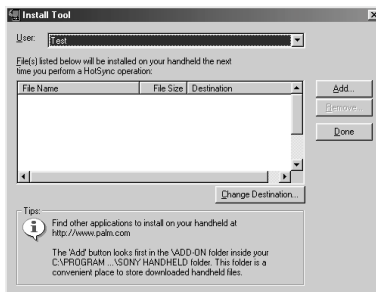 Install Tool
User: Test
File(s) listed below will be installed on your handheld the next
time you perform a HotSync operation:
File Name File Size Destination
Add...
Remove...
Done
Change Destination...
Tips:
Find other applications to install on your handheld at
http://www.palm.com
The 'Add' button looks first in the \ADD-ON folder inside your
C:\PROGRAM ...\SONY HANDHELD folder. This folder is a
convenient place to store downloaded handheld files.